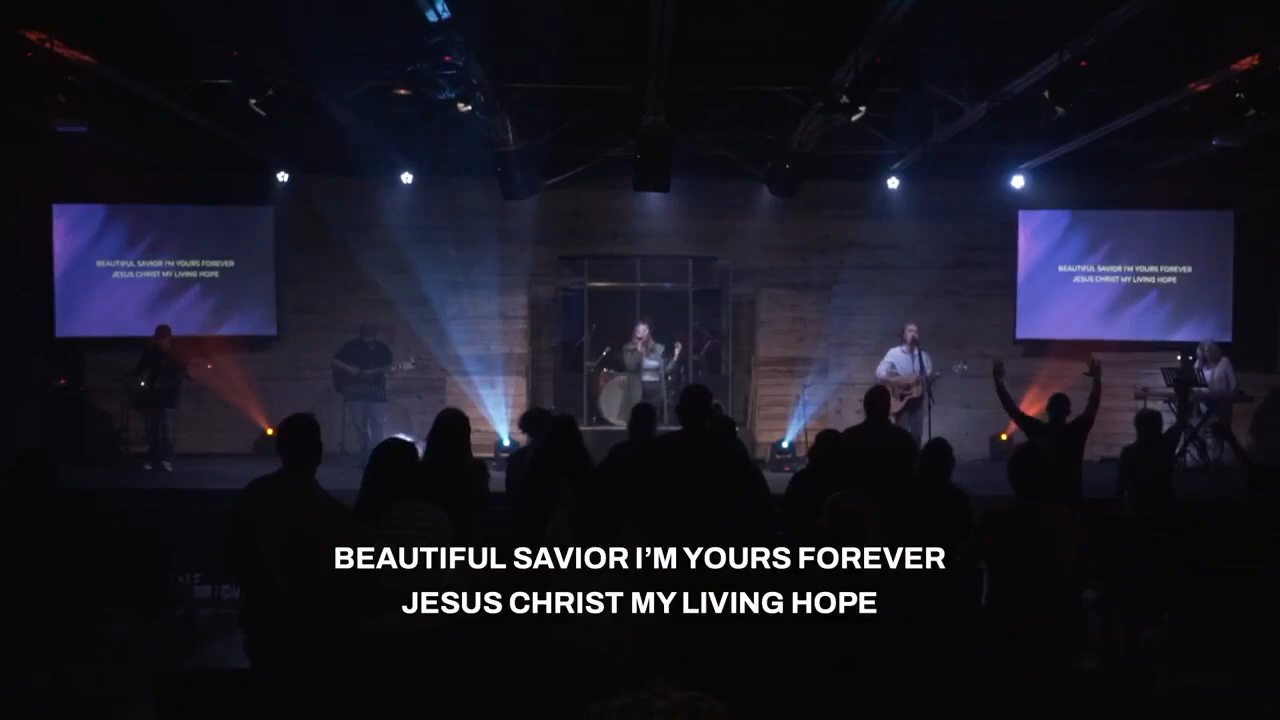 BEAUTIFUL SAVIOR I'M YOURS FOREVER
JESUS CHRIST MY LIVING HOPE
BEAUTIFUL SAVIOR I'M YOURS FOREVER
JESUS CHRIST MY LIVING HOPE
BEAUTIFUL SAVIOR I’M YOURS FOREVER
JESUS CHRIST MY LIVING HOPE